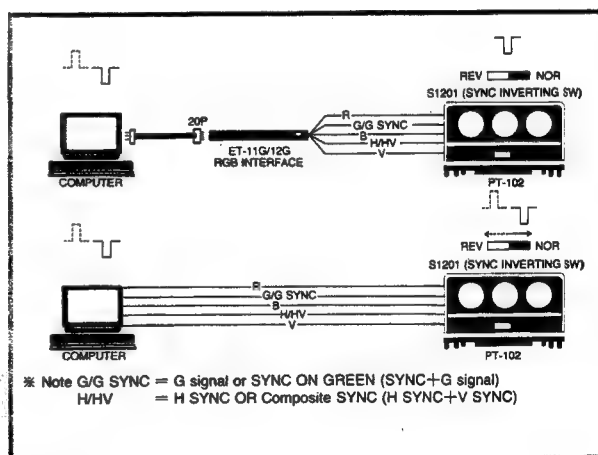 REV NOR
S1201 (SYNC INVERTING SW)
20P
R
G/G SYNC
B
H/HV
V
ET-11G/12G
RGB INTERFACE
COMPUTER
PT-102
REV NOR
S1201 (SYNC INVERTING SW)
R
G/G SYNC
B
H/HV
V
COMPUTER
PT-102
※ Note G/G SYNC = G signal or SYNC ON GREEN (SYNC+G signal)
H/HV = H SYNC OR Composite SYNC (H SYNC+V SYNC)